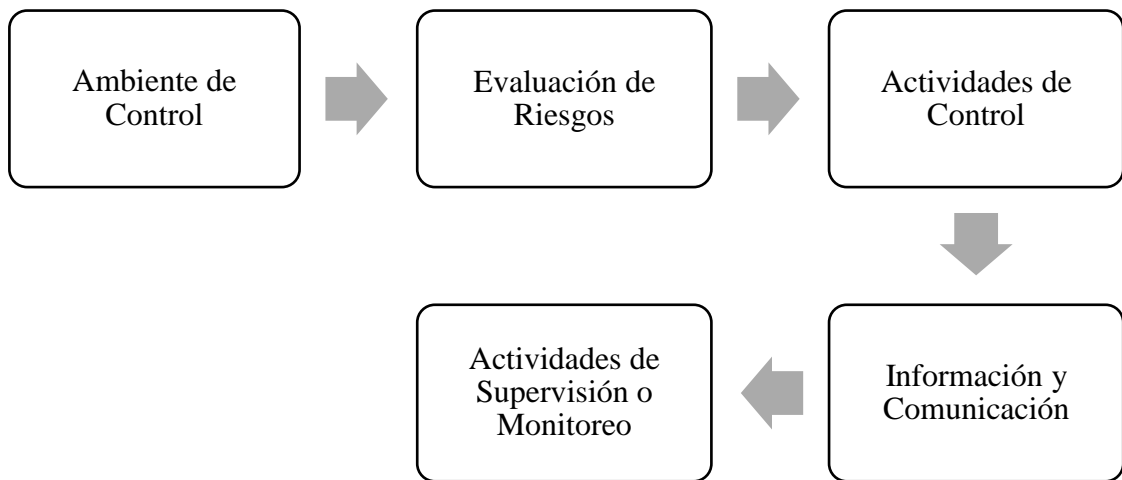 Ambiente de
Control
Evaluación de
Riesgos
Actividades de
Control
Información y
Comunicación
Actividades de
Supervisión o
Monitoreo